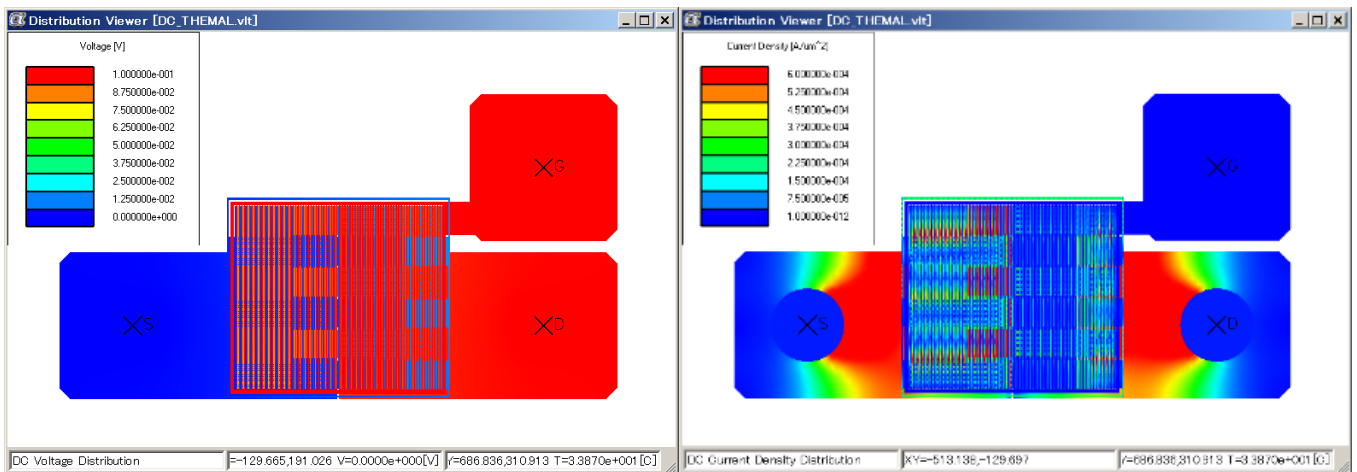 Distribution Viewer [DC_THEMAL.vlt]
Voltage [V]
1.000000e-001
8.750000e-002
7.500000e-002
6.250000e-002
5.000000e-002
3.750000e-002
2.500000e-002
1.250000e-002
0.000000e+000
G
S
D
DC Voltage Distribution
=-129.665,191.026 V=0.0000e+000[V]
/=686.836,310.913 T=3.3870e+001[C]
Distribution Viewer [DC_THEMAL.vlt]
Current Density [A/um^2]
6.000000e-004
5.250000e-004
4.500000e-004
3.750000e-004
3.000000e-004
2.250000e-004
1.500000e-004
7.500000e-005
1.000000e-012
G
S
D
DC Current Density Distribution
XY=-513.138,-129.697
/=686.836,310.913 T=3.3870e+001[C]